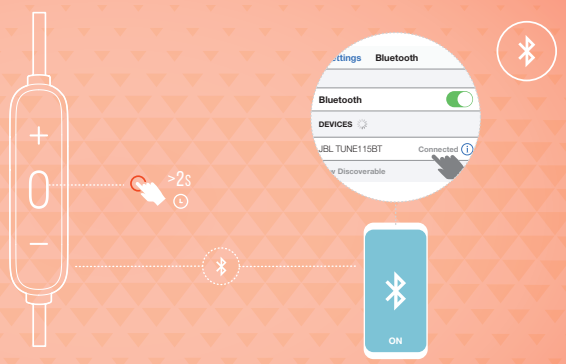 ettings Bluetooth
Bluetooth
DEVICES
JBL TUNE115BT Connected
w Discoverable
+
>2s
−
ON